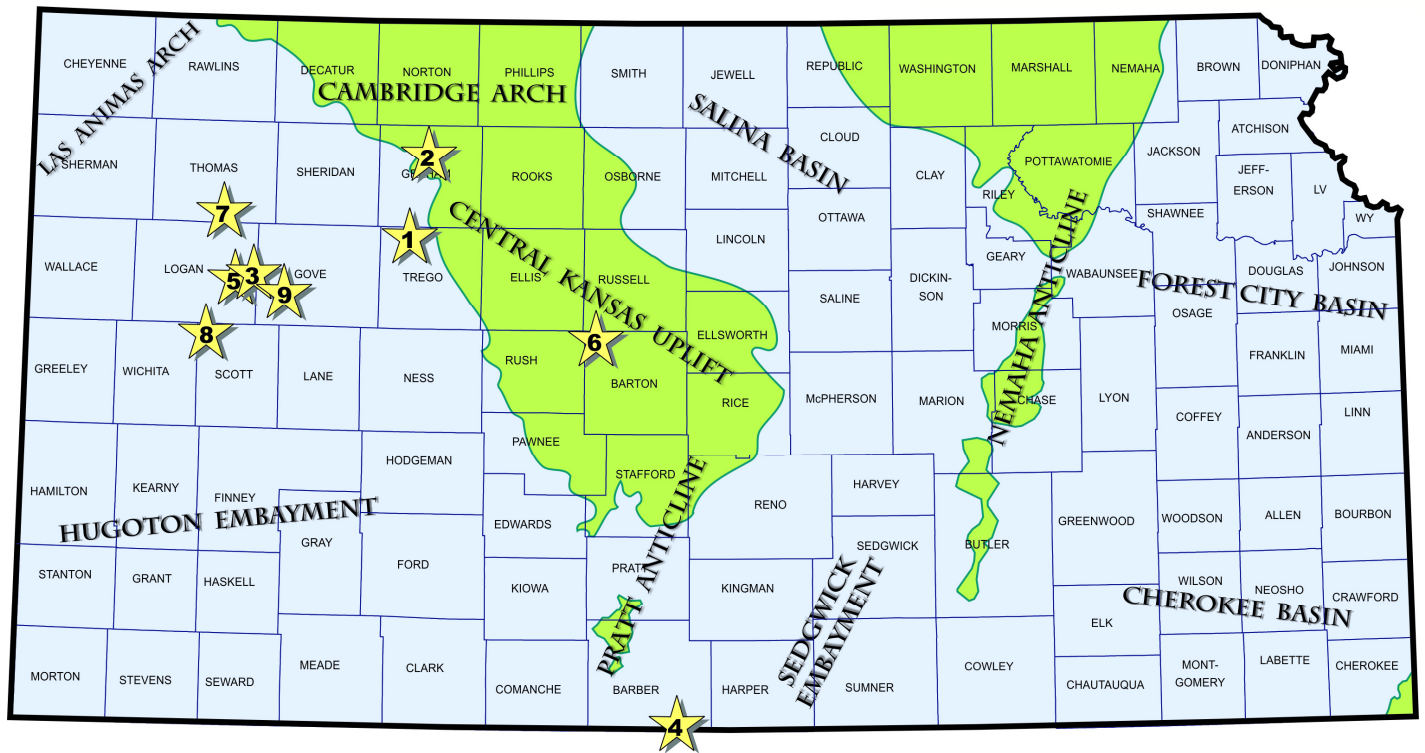 CHEYENNE
RAWLINS
DECATUR
NORTON
PHILLIPS
SMITH
JEWELL
REPUBLIC
WASHINGTON
MARSHALL
NEMAHA
BROWN
DONIPHAN
LAS ANIMAS ARCH
CAMBRIDGE ARCH
SALINA BASIN
CLOUD
ATCHISON
SHERMAN
THOMAS
SHERIDAN
2
ROOKS
OSBORNE
MITCHELL
CLAY
RILEY
POTTAWATOMIE
JACKSON
JEFF-
ERSON
LV
WY
7
1
OTTAWA
SHAWNEE
CENTRAL KANSAS UPLIFT
LINCOLN
WALLACE
LOGAN
5
3
9
GOVE
TREGO
ELLIS
RUSSELL
GEARY
WABAUNSEE
DOUGLAS
JOHNSON
FOREST CITY BASIN
DICKIN-
SON
SALINE
OSAGE
8
6
ELLSWORTH
MORRIS
NEMAHA ANTICLINE
GREELEY
WICHITA
SCOTT
LANE
NESS
RUSH
BARTON
RICE
McPHERSON
MARION
CHASE
LYON
FRANKLIN
MIAMI
COFFEY
ANDERSON
LINN
PAWNEE
HODGEMAN
STAFFORD
HAMILTON
KEARNY
FINNEY
HUGOTON EMBAYMENT
GRAY
EDWARDS
PRATT ANTICLINE
RENO
HARVEY
SEDGWICK
BUTLER
GREENWOOD
WOODSON
ALLEN
BOURBON
STANTON
GRANT
HASKELL
FORD
KIOWA
PRATT
KINGMAN
SEDGWICK
EMBAYMENT
WILSON
NEOSHO
CRAWFORD
CHEROKEE BASIN
ELK
MORTON
STEVENS
SEWARD
MEADE
CLARK
COMANCHE
BARBER
4
HARPER
SUMNER
COWLEY
CHAUTAUQUA
MONT-
GOMERY
LABETTE
CHEROKEE